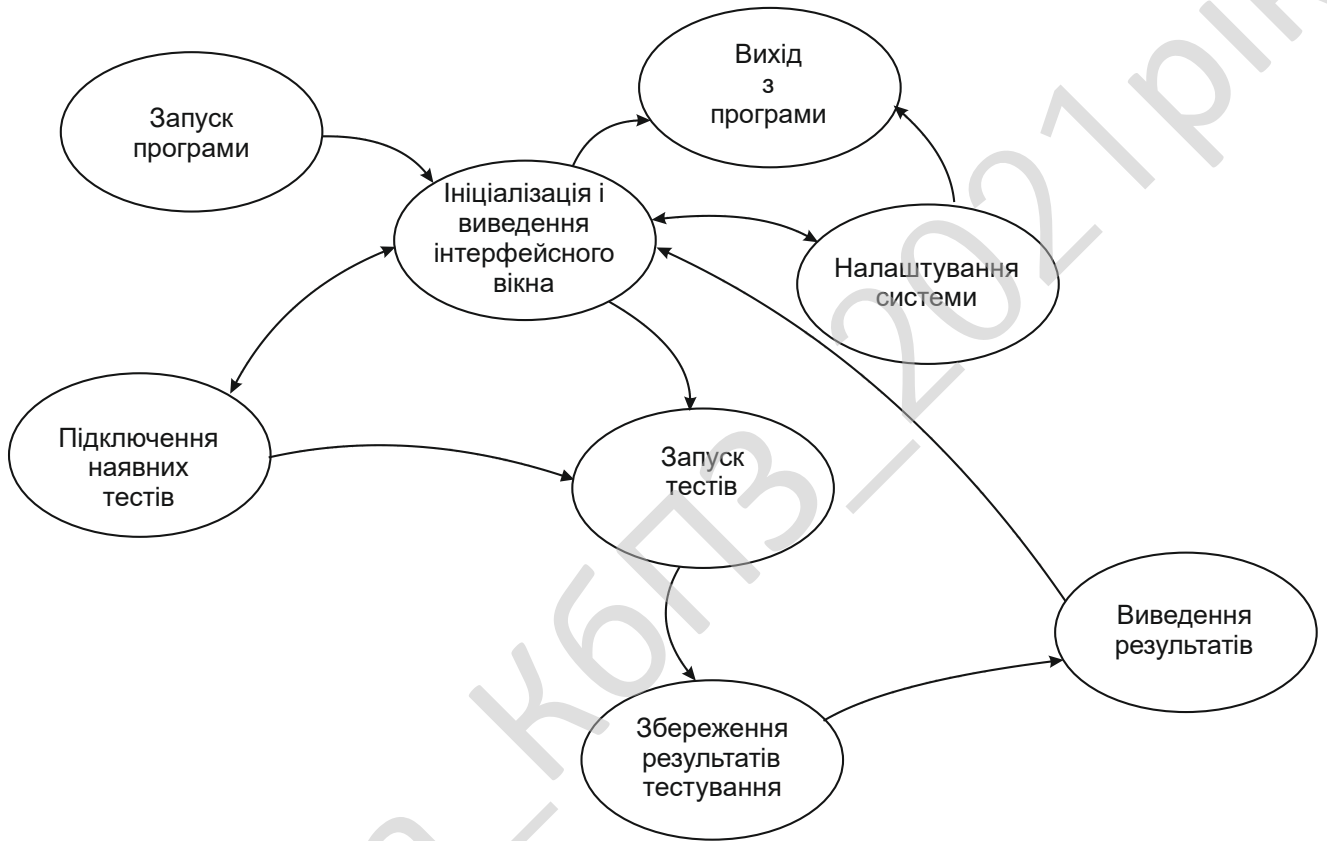 Запуск
програми
Вихід
з
програми
Ініціалізація і
виведення
інтерфейсного
вікна
Налаштування
системи
Підключення
наявних
тестів
Запуск
тестів
Виведення
результатів
Збереження
результатів
тестування
_КбПЗ_2021рік